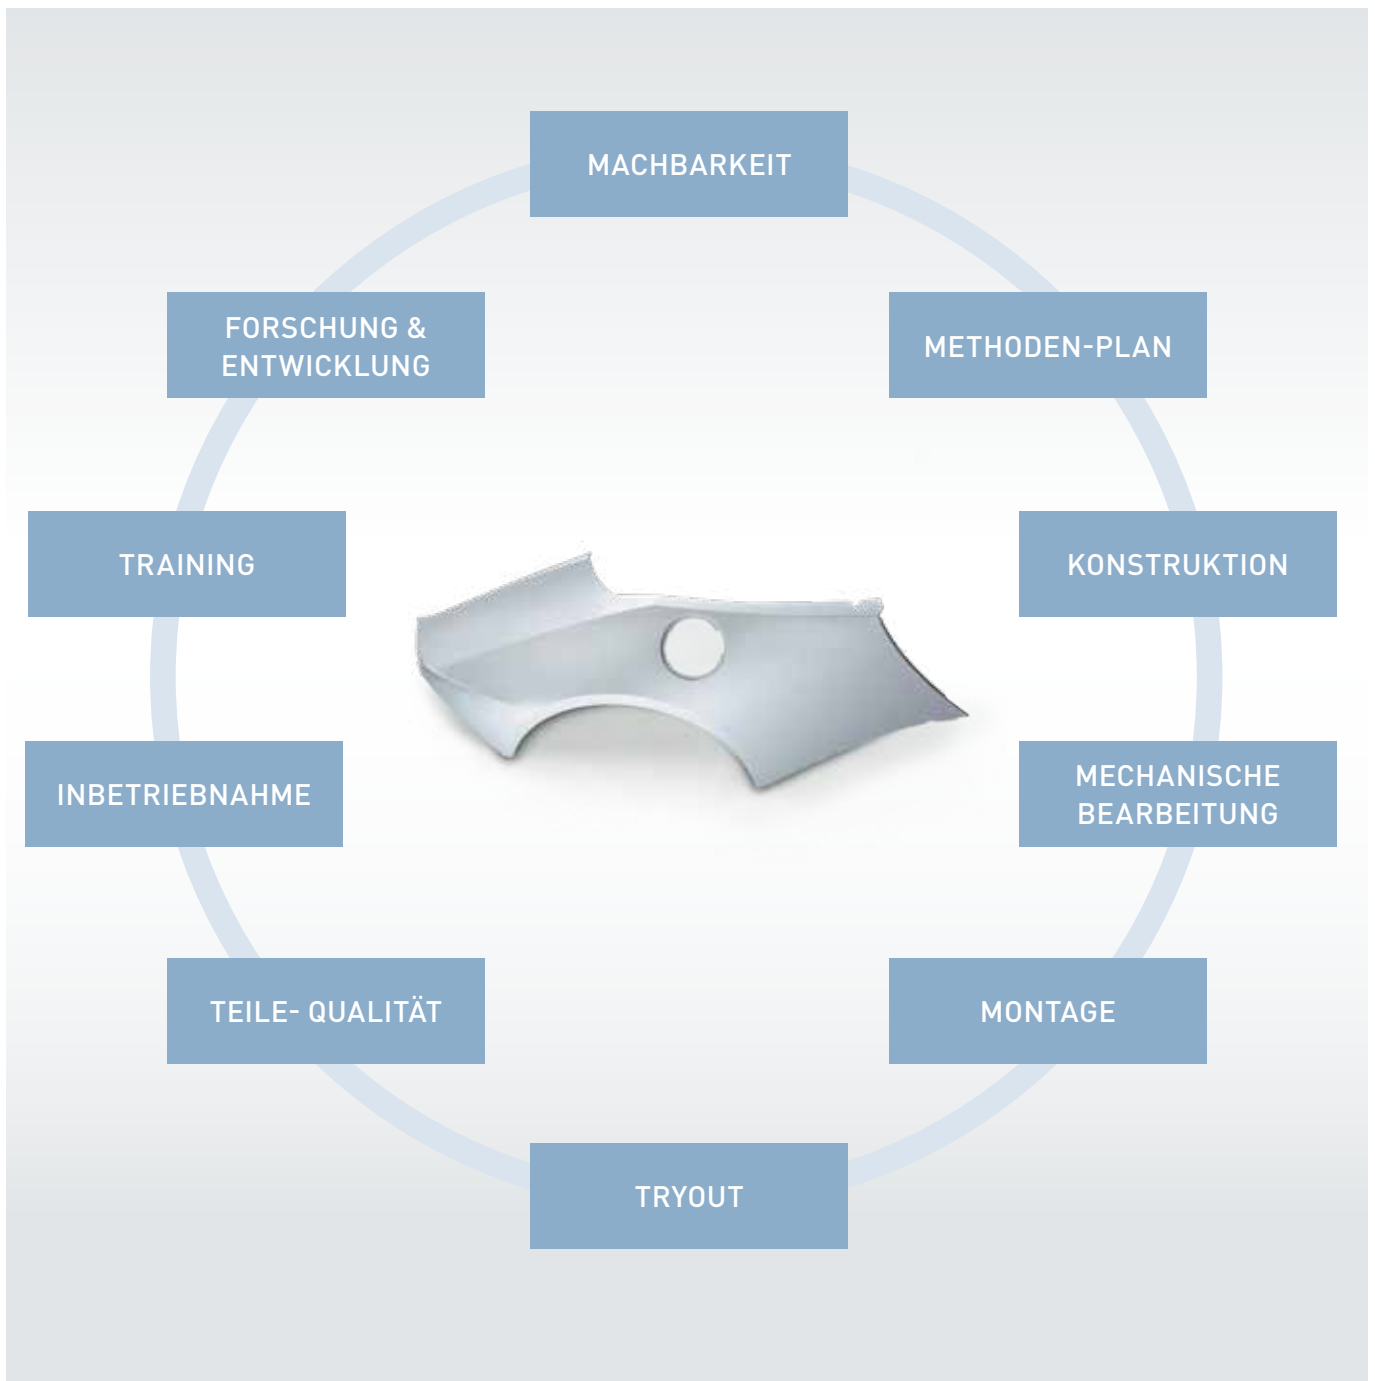 MACHBARKEIT
FORSCHUNG &
ENTWICKLUNG
METHODEN-PLAN
TRAINING
KONSTRUKTION
INBETRIEBNAHME
MECHANISCHE
BEARBEITUNG
TEILE- QUALITÄT
MONTAGE
TRYOUT